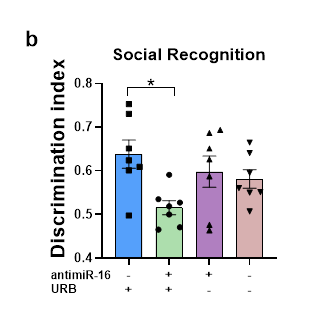 b
Social Recognition
*
Discrimination index
0.8
0.7
0.6
0.5
0.4
antimiR-16 - + + -
URB + + - -